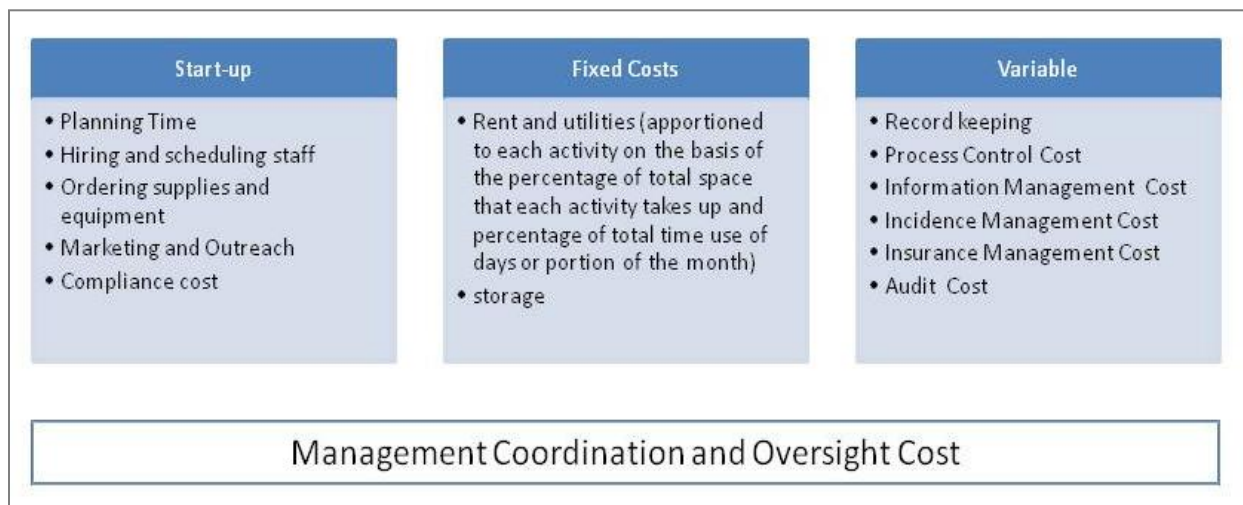 Start-up
• Planning Time
• Hiring and scheduling staff
• Ordering supplies and
equipment
• Marketing and Outreach
• Compliance cost
Fixed Costs
• Rent and utilities (apportioned
to each activity on the basis of
the percentage of total space
that each activity takes up and
percentage of total time use of
days or portion of the month)
• storage
Variable
• Record keeping
• Process Control Cost
• Information Management Cost
• Incidence Management Cost
• Insurance Management Cost
• Audit Cost
Management Coordination and Oversight Cost